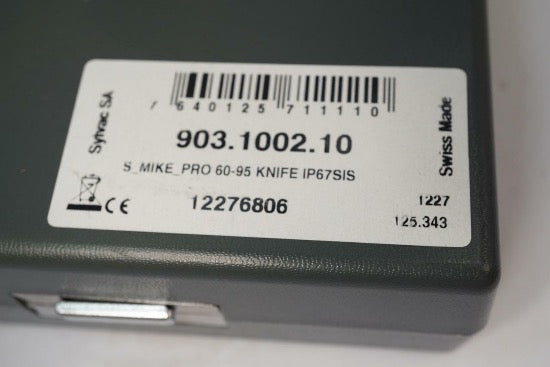 Sylvac SA
7 640125 711110
903.1002.10
S_MIKE_PRO 60-95 KNIFE IP67SIS
CE
12276806
Swiss Made
1227
125.343